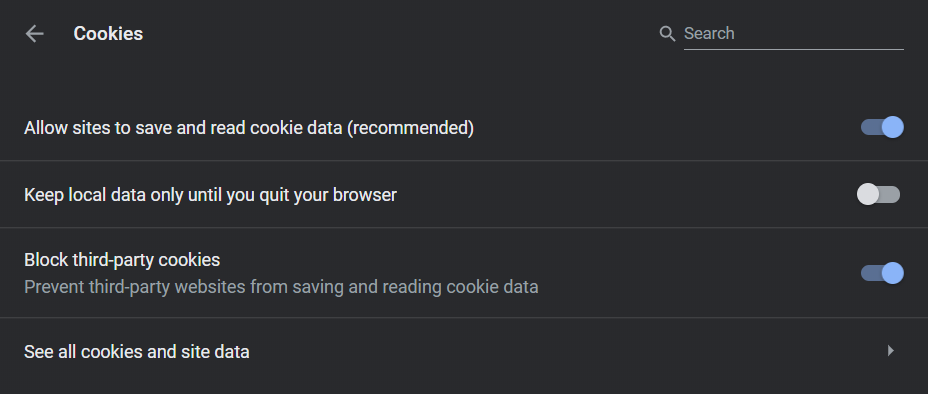 Cookies
Search
Allow sites to save and read cookie data (recommended)
Keep local data only until you quit your browser
Block third-party cookies
Prevent third-party websites from saving and reading cookie data
See all cookies and site data